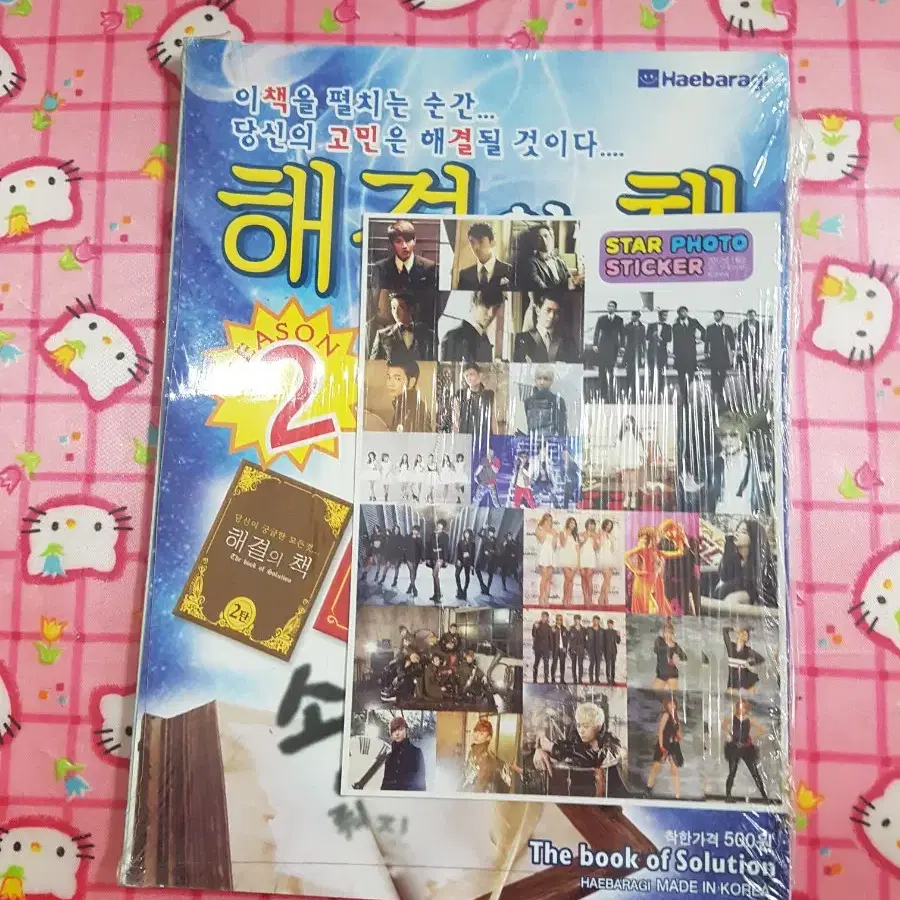 Haebaragi
이책을 펼치는 순간...
당신의 고민은 해결될 것이다....
해결의 책
STAR PHOTO
STICKER
2
당신이 궁금한 모든것...
해결의 책
The book of Solution
2탄
착한가격 500원
The book of Solution
HAEBARAGI MADE IN KOREA